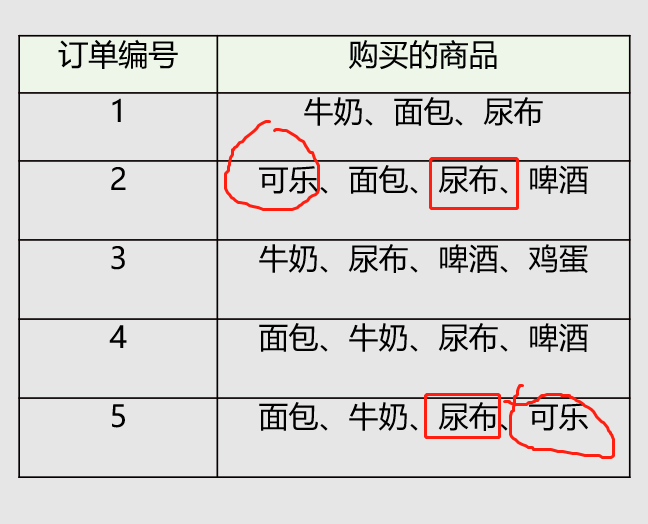 订单编号 购买的商品
1 牛奶、面包、尿布
2 可乐、面包、尿布、啤酒
3 牛奶、尿布、啤酒、鸡蛋
4 面包、牛奶、尿布、啤酒
5 面包、牛奶、尿布、可乐